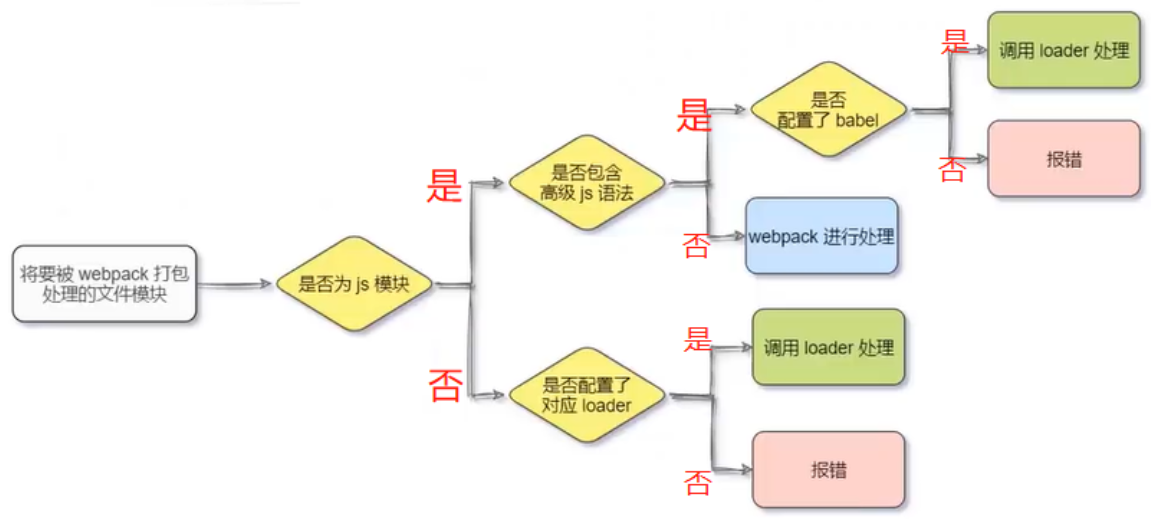 将要被 webpack 打包
处理的文件模块
是否为 js 模块
是
是否包含
高级 js 语法
是
是否
配置了 babel
是
调用 loader 处理
否
报错
否
webpack 进行处理
否
是否配置了
对应 loader
是
调用 loader 处理
否
报错